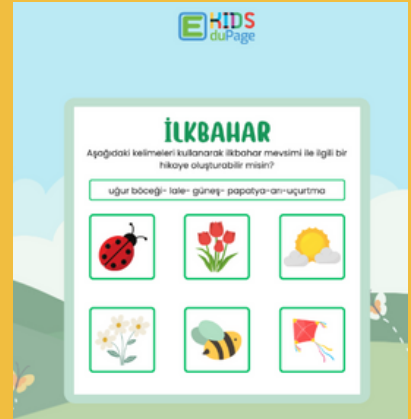 E KIDS
duPage
İLKBAHAR
Aşağıdaki kelimeleri kullanarak ilkbahar mevsimi ile ilgili bir
hikaye oluşturabilir misin?
uğur böceği- lale- güneş- papatya-arı-uçurtma